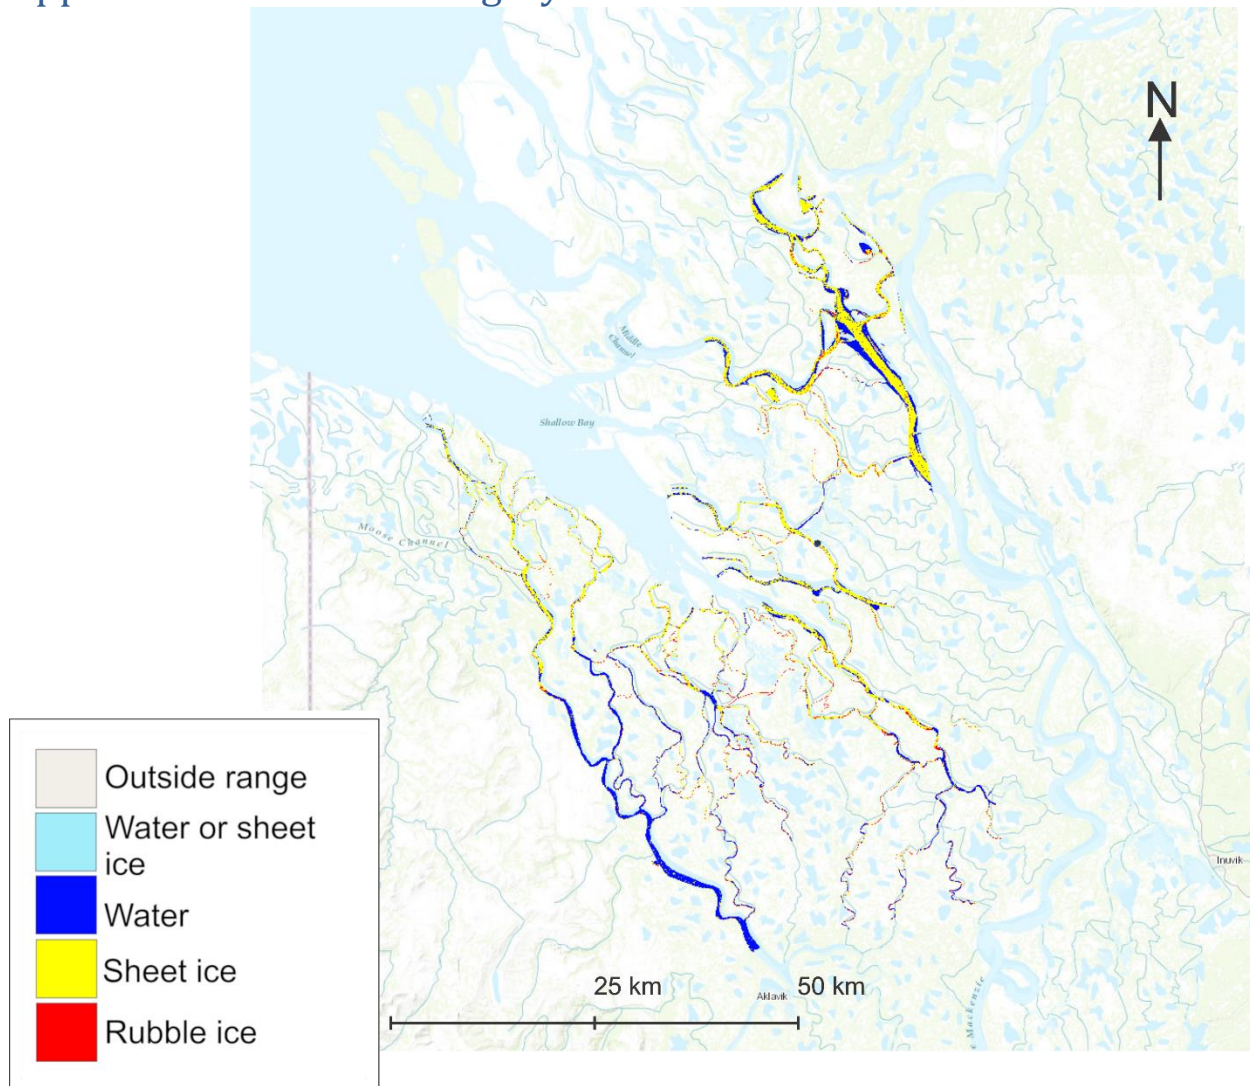 N
Middle
Channel
Shallow Bay
Moose Channel
Outside range
Water or sheet
ice
Water
Sheet ice
Rubble ice
Inuvik
25 km
50 km
Aklavik
Mackenzie